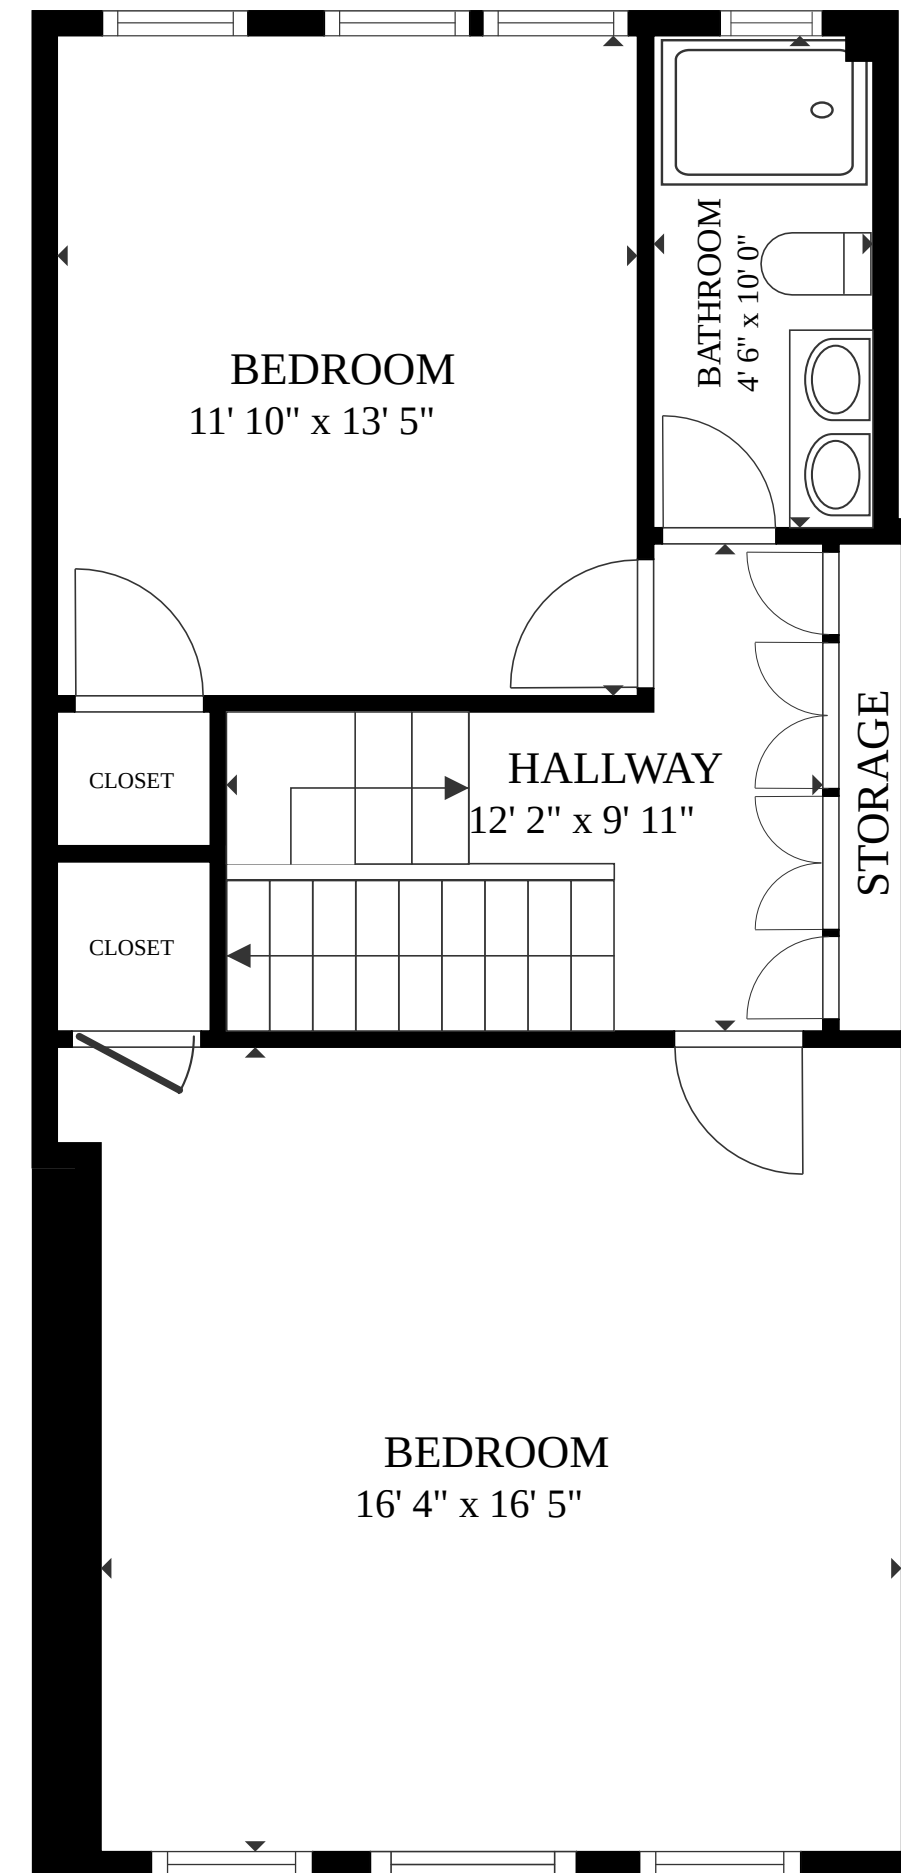 BATHROOM
4' 6" x 10' 0"
BEDROOM
11' 10" x 13' 5"
HALLWAY
12' 2" x 9' 11"
STORAGE
CLOSET
CLOSET
BEDROOM
16' 4" x 16' 5"